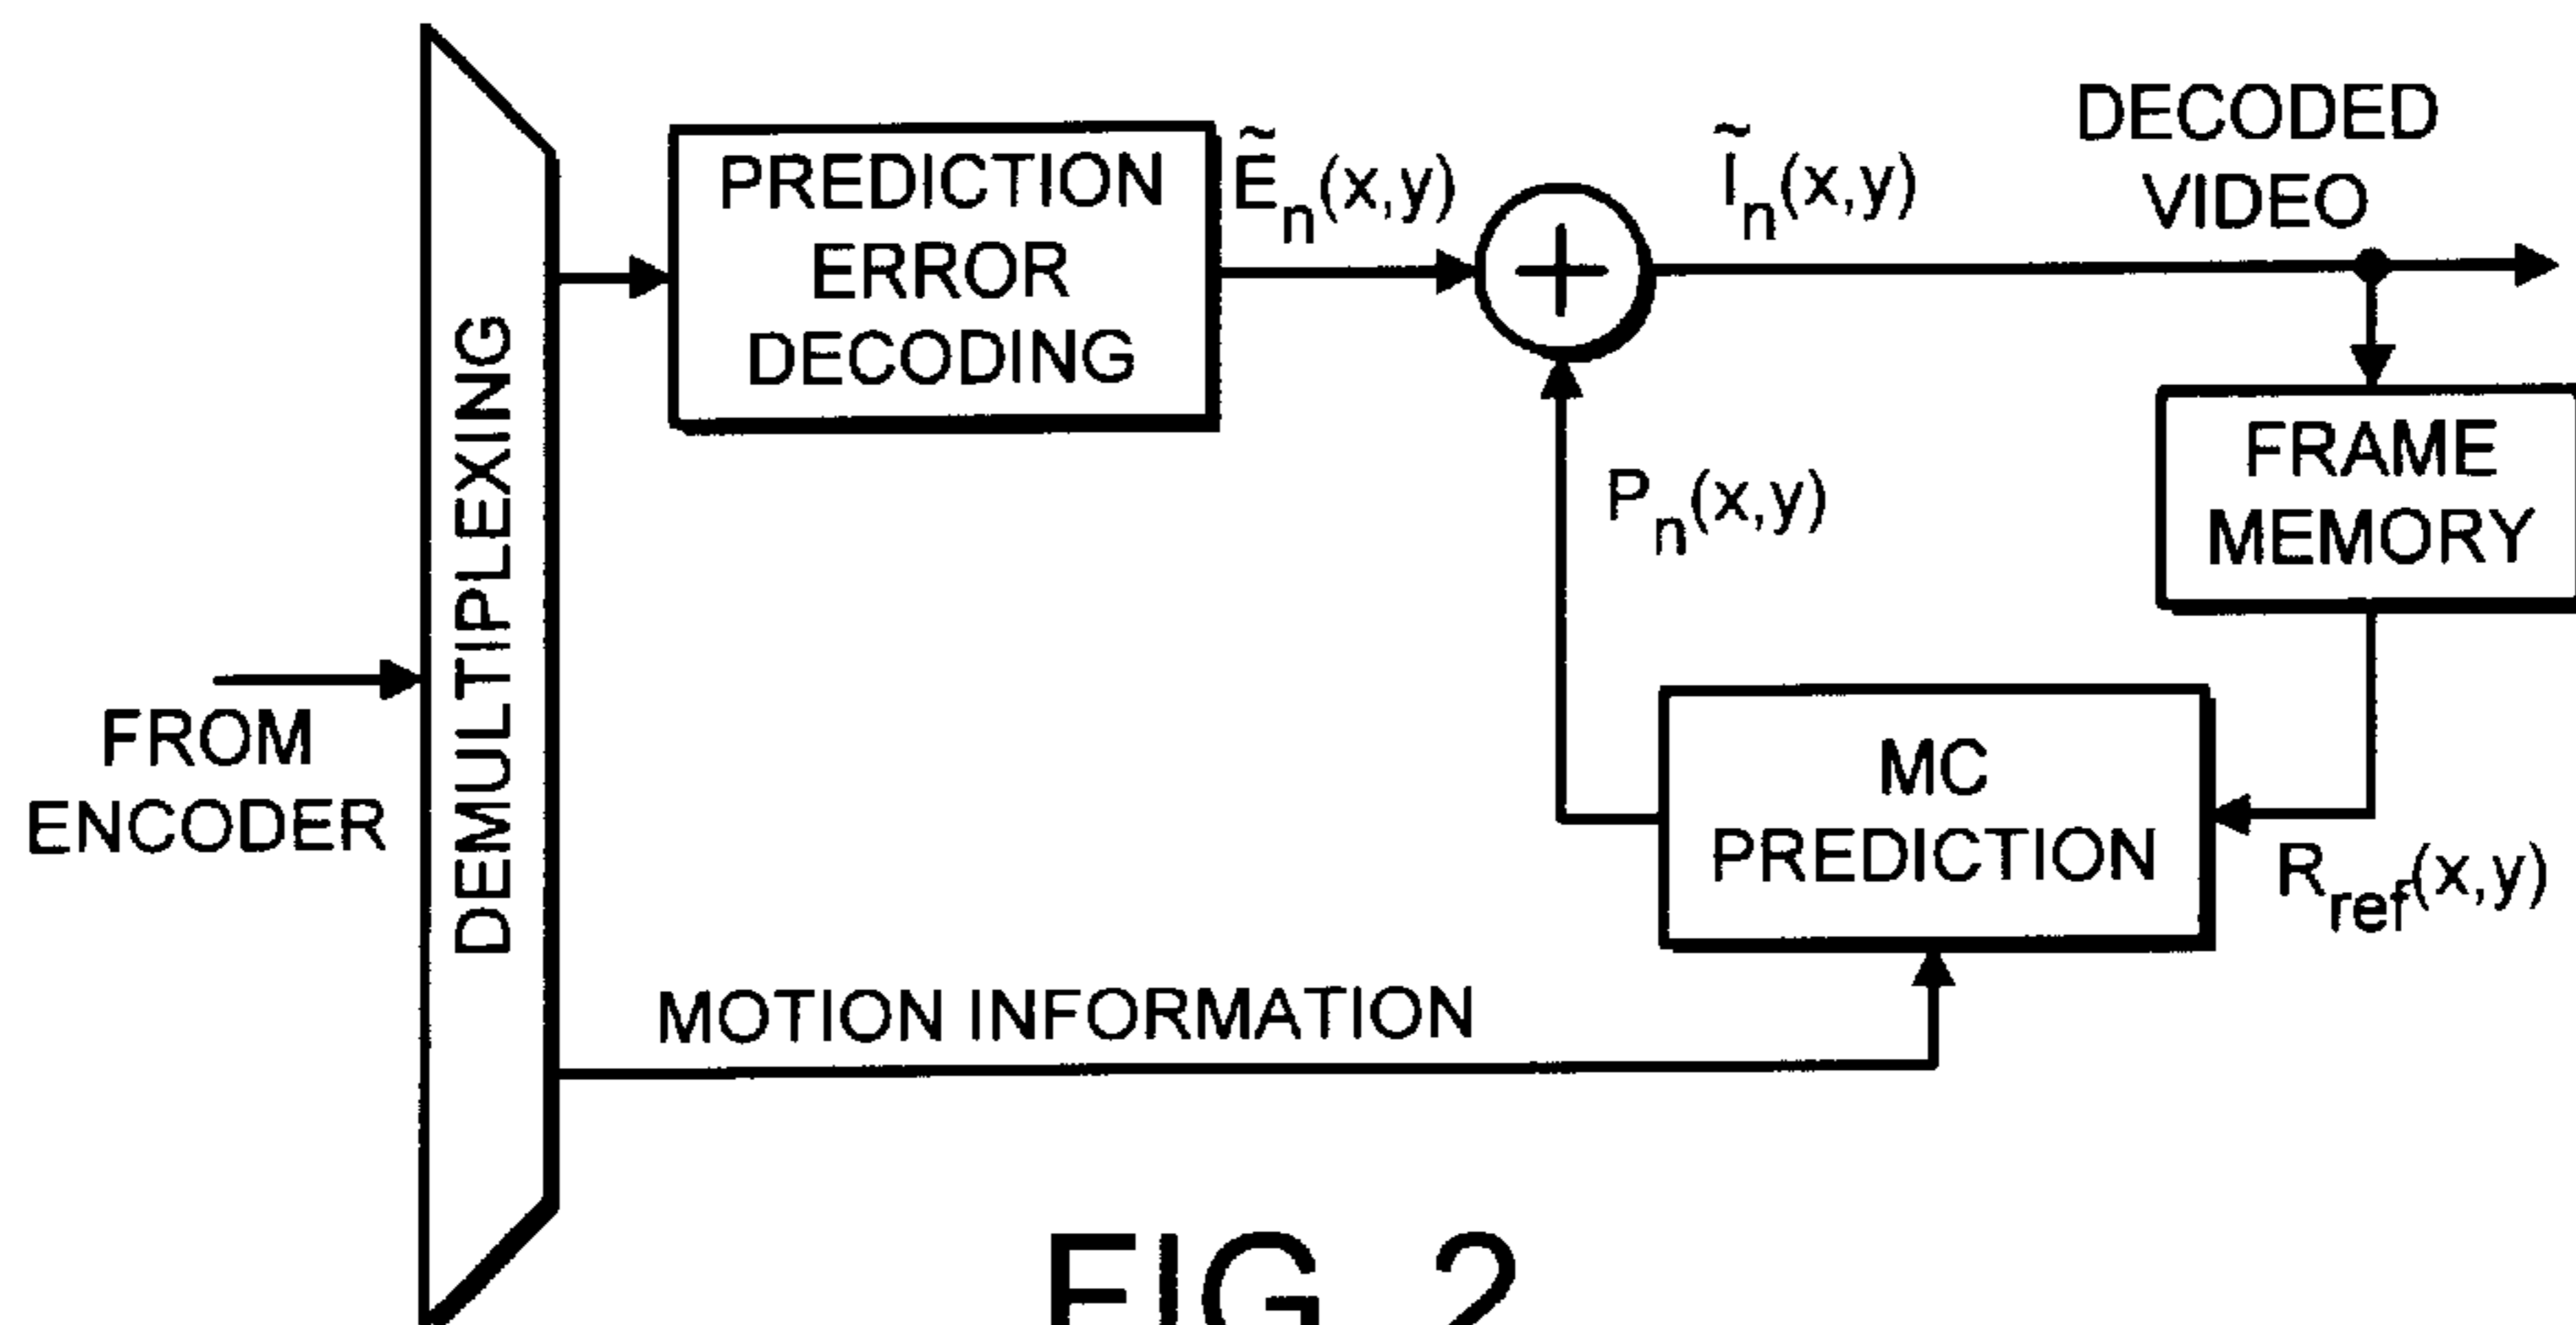 DEMULTIPLEXING
FROM
ENCODER
PREDICTION
ERROR
DECODING
Ẽn(x,y)
Ĩn(x,y)
DECODED
VIDEO
FRAME
MEMORY
Pn(x,y)
MC
PREDICTION
Rref(x,y)
MOTION INFORMATION
FIG. 2